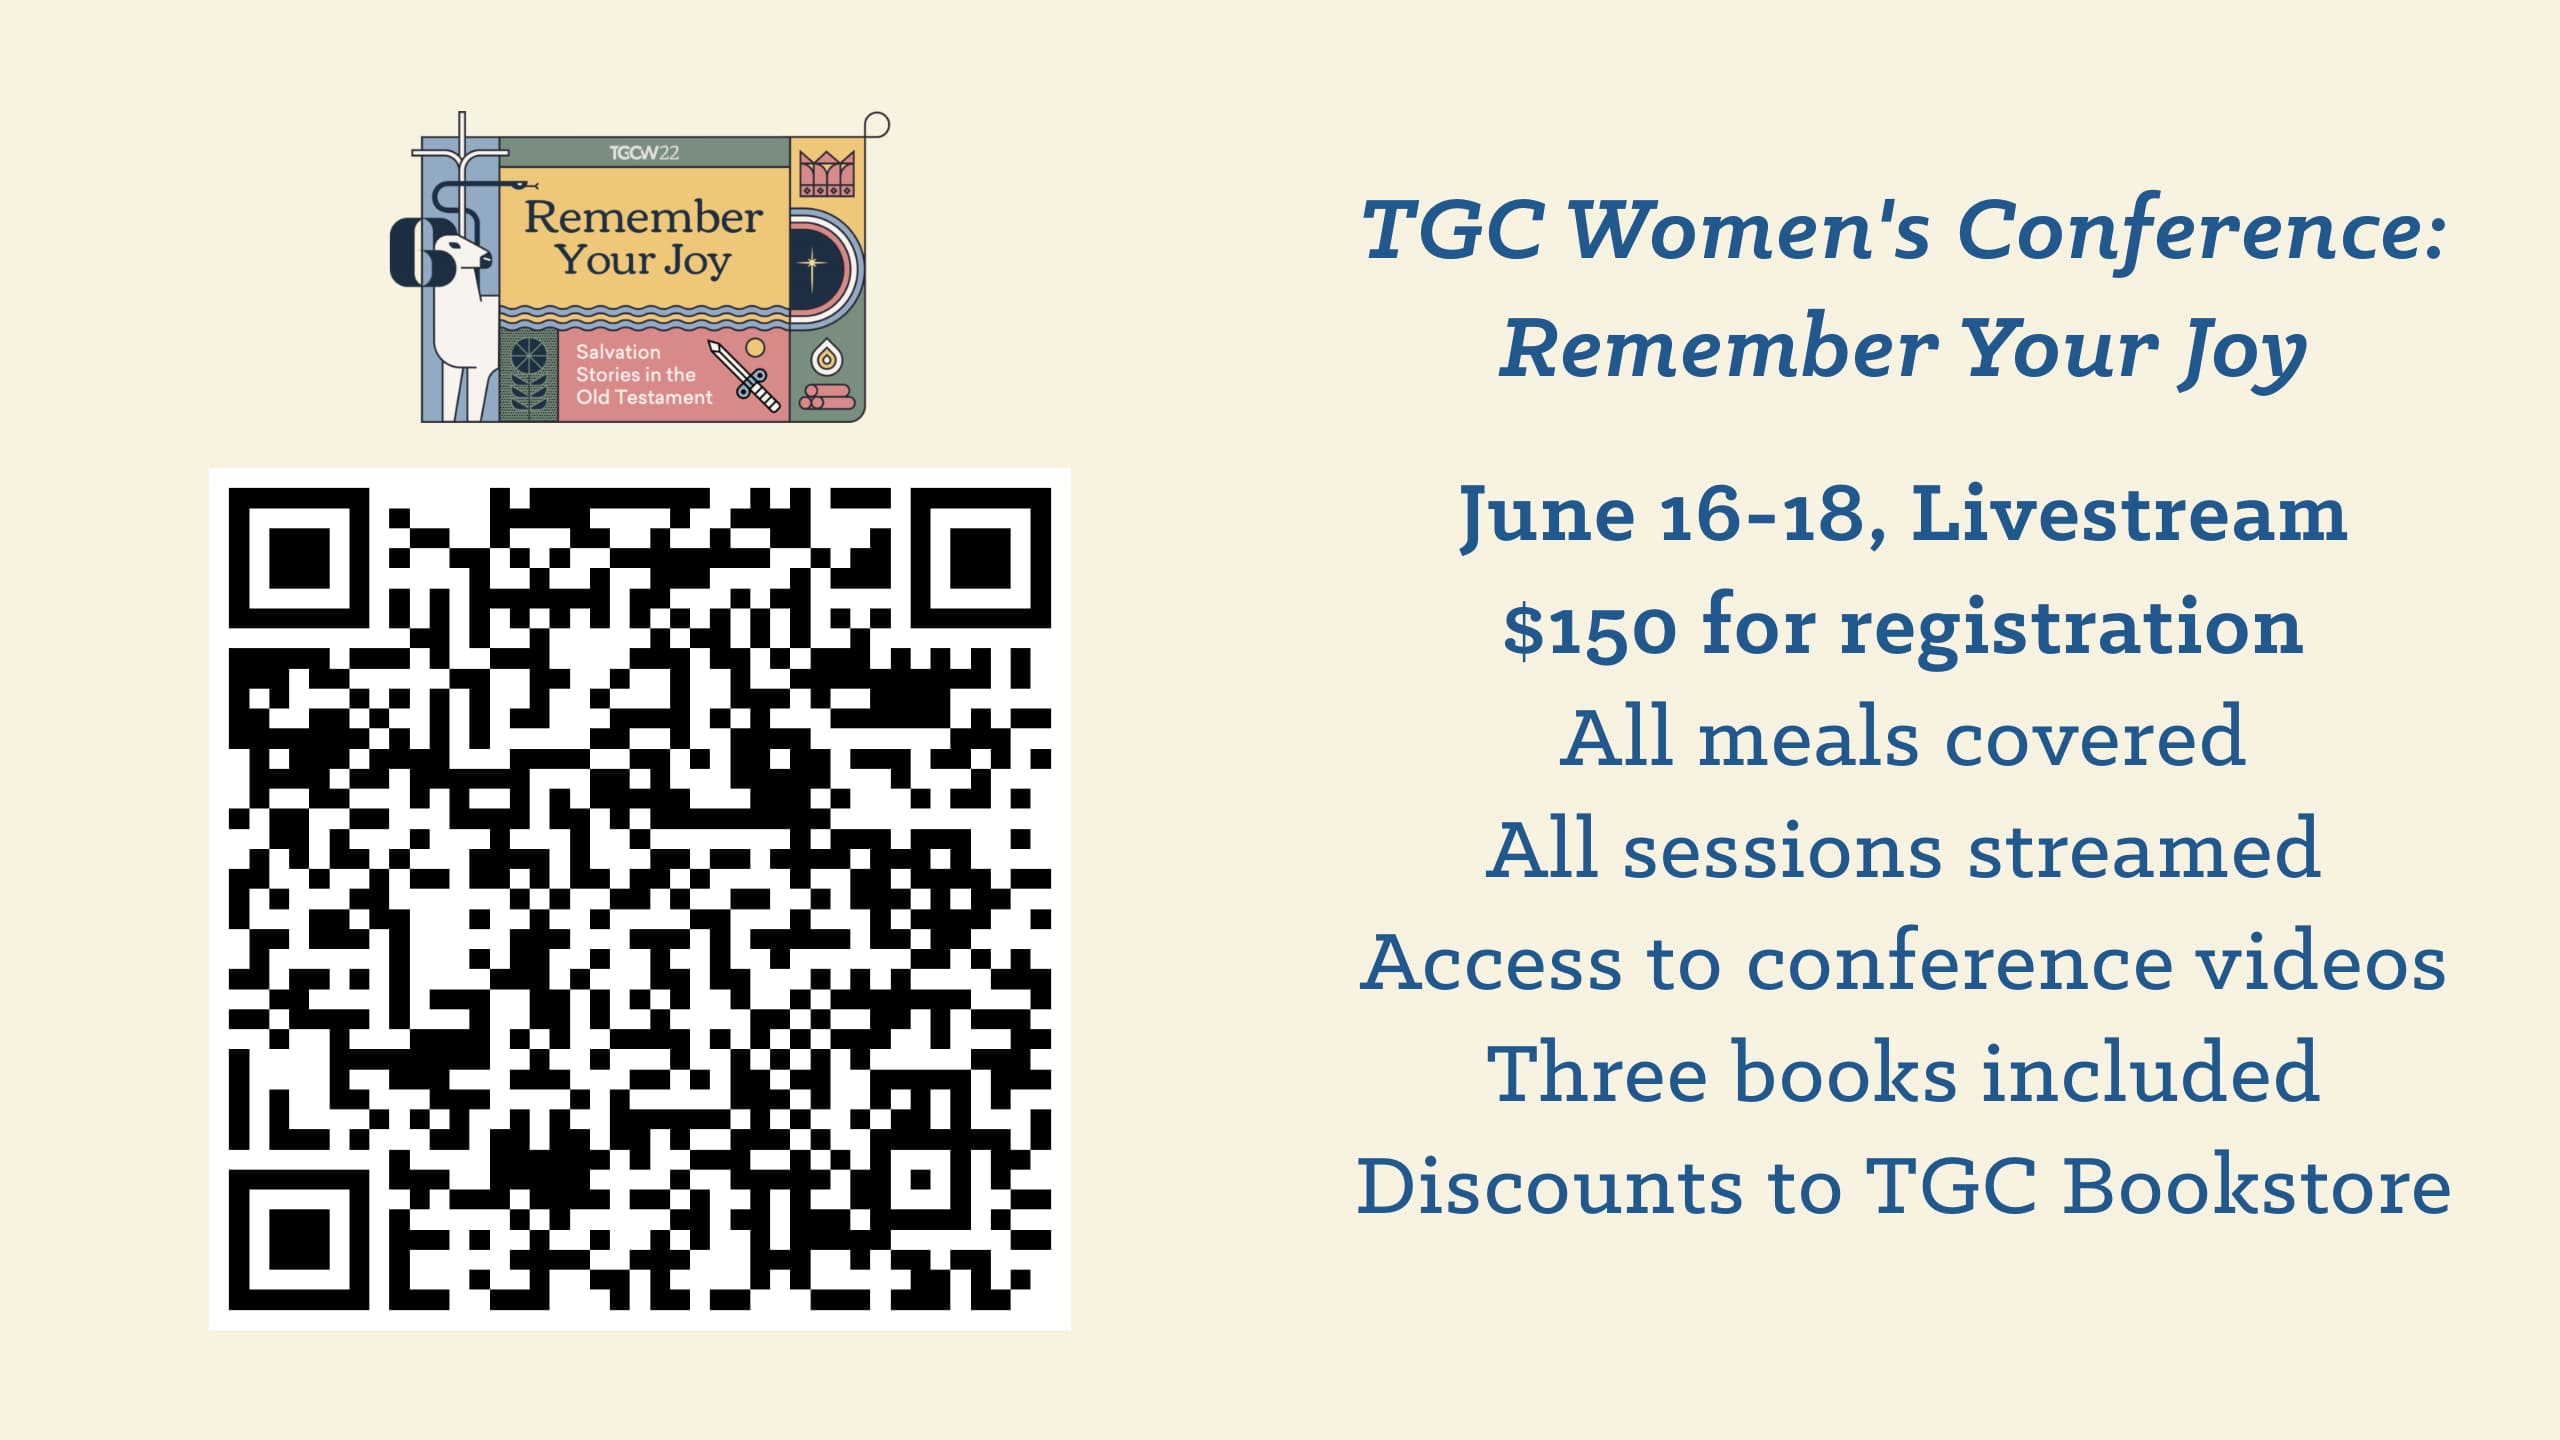 TGCW22
Remember
Your Joy
Salvation
Stories in the
Old Testament
TGC Women's Conference:
Remember Your Joy
June 16-18, Livestream
$150 for registration
All meals covered
All sessions streamed
Access to conference videos
Three books included
Discounts to TGC Bookstore